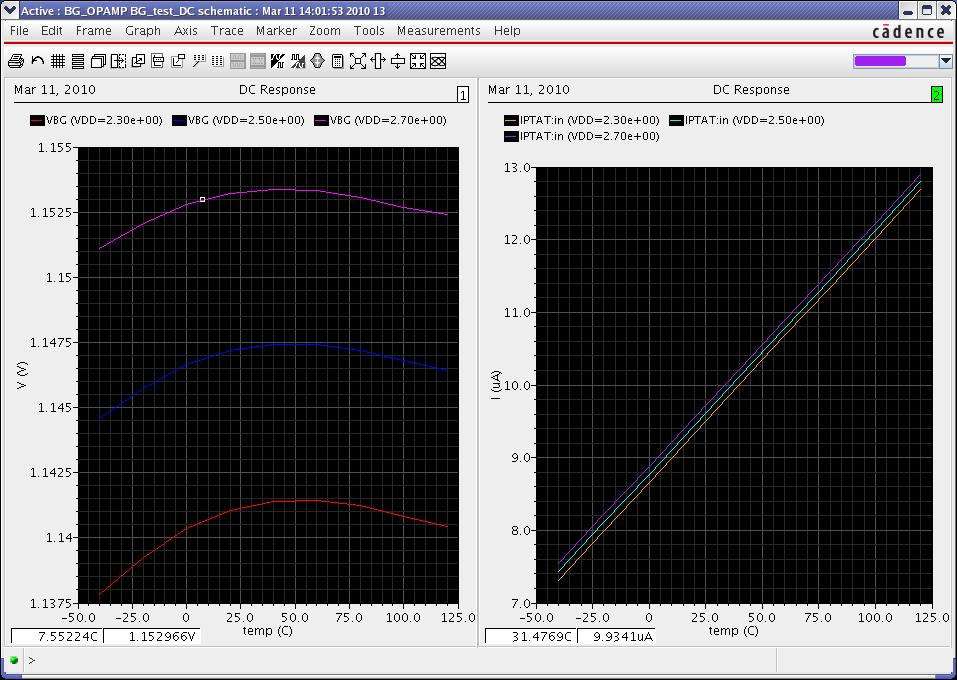 Active : BG_OPAMP BG_test_DC schematic : Mar 11 14:01:53 2010 13
File Edit Frame Graph Axis Trace Marker Zoom Tools Measurements Help
cādence
Mar 11, 2010 DC Response 1
VBG (VDD=2.30e+00) VBG (VDD=2.50e+00) VBG (VDD=2.70e+00)
1.155
1.1525
1.15
1.1475
1.145
1.1425
1.14
1.1375
V (V)
-50.0 -25.0 0 25.0 50.0 75.0 100.0 125.0
temp (C)
7.55224C 1.152966V
Mar 11, 2010 DC Response 2
IPTAT:in (VDD=2.30e+00) IPTAT:in (VDD=2.50e+00)
IPTAT:in (VDD=2.70e+00)
13.0
12.0
11.0
10.0
9.0
8.0
7.0
I (uA)
-50.0 -25.0 0 25.0 50.0 75.0 100.0 125.0
temp (C)
31.4769C 9.9341uA
>